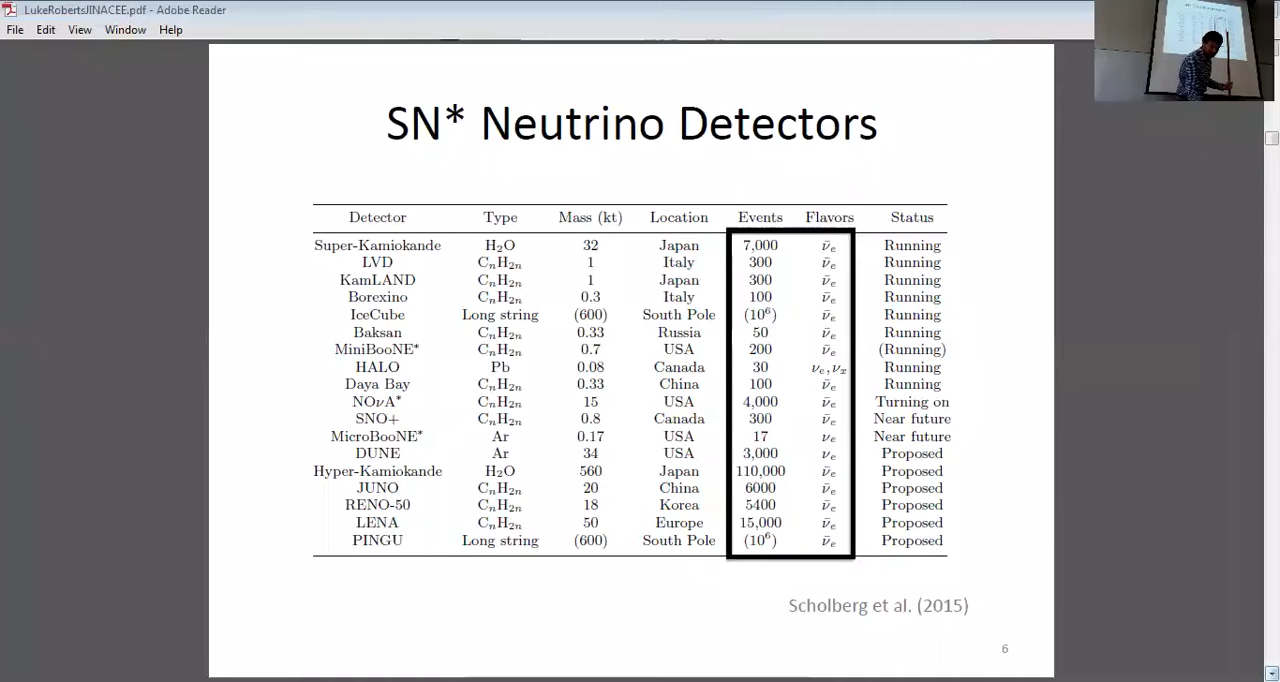 LukeRobertsJINACEE.pdf - Adobe Reader
File Edit View Window Help
SN* Neutrino Detectors
Detector Type Mass (kt) Location Events Flavors Status
Super-Kamiokande H₂O 32 Japan 7,000 ν̄ₑ Running
LVD CₙH₂ₙ 1 Italy 300 ν̄ₑ Running
KamLAND CₙH₂ₙ 1 Japan 300 ν̄ₑ Running
Borexino CₙH₂ₙ 0.3 Italy 100 ν̄ₑ Running
IceCube Long string (600) South Pole (10⁶) ν̄ₑ Running
Baksan CₙH₂ₙ 0.33 Russia 50 ν̄ₑ Running
MiniBooNE* CₙH₂ₙ 0.7 USA 200 ν̄ₑ (Running)
HALO Pb 0.08 Canada 30 νₑ, νₓ Running
Daya Bay CₙH₂ₙ 0.33 China 100 ν̄ₑ Running
NOνA* CₙH₂ₙ 15 USA 4,000 ν̄ₑ Turning on
SNO+ CₙH₂ₙ 0.8 Canada 300 ν̄ₑ Near future
MicroBooNE* Ar 0.17 USA 17 νₑ Near future
DUNE Ar 34 USA 3,000 νₑ Proposed
Hyper-Kamiokande H₂O 560 Japan 110,000 ν̄ₑ Proposed
JUNO CₙH₂ₙ 20 China 6000 ν̄ₑ Proposed
RENO-50 CₙH₂ₙ 18 Korea 5400 ν̄ₑ Proposed
LENA CₙH₂ₙ 50 Europe 15,000 ν̄ₑ Proposed
PINGU Long string (600) South Pole (10⁶) ν̄ₑ Proposed
Scholberg et al. (2015)
6